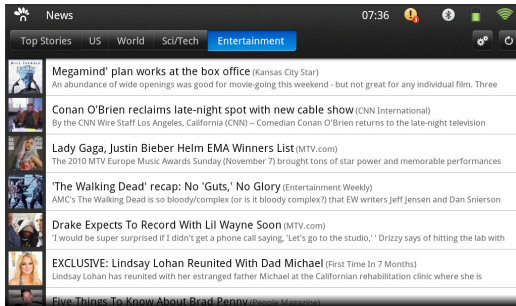 News
07:36
Top Stories
US
World
Sci/Tech
Entertainment
Megamind' plan works at the box office (Kansas City Star)
An abundance of wide openings was good for movie-going this weekend - but not great for any individual film. Three
Conan O'Brien reclaims late-night spot with new cable show (CNN International)
By the CNN Wire Staff Los Angeles, California (CNN) -- Comedian Conan O'Brien returns to the late-night television
Lady Gaga, Justin Bieber Helm EMA Winners List (MTV.com)
The 2010 MTV Europe Music Awards Sunday (November 7) brought tons of star power and memorable performances
'The Walking Dead' recap: No 'Guts,' No Glory (Entertainment Weekly)
AMC's The Walking Dead is so bloody/complex (or is it bloody complex?) that EW writers Jeff Jensen and Dan Snierson
Drake Expects To Record With Lil Wayne Soon (MTV.com)
'I would be super surprised if I didn't get a phone call saying, 'Let's go to the studio,' ' Drizzy says of hitting the lab with
EXCLUSIVE: Lindsay Lohan Reunited With Dad Michael (First Time In 7 Months)
Lindsay Lohan has reunited with her estranged father Michael at the Californian rehabilitation clinic where she is
Five Things To Know About Brad Penny (People Magazine)